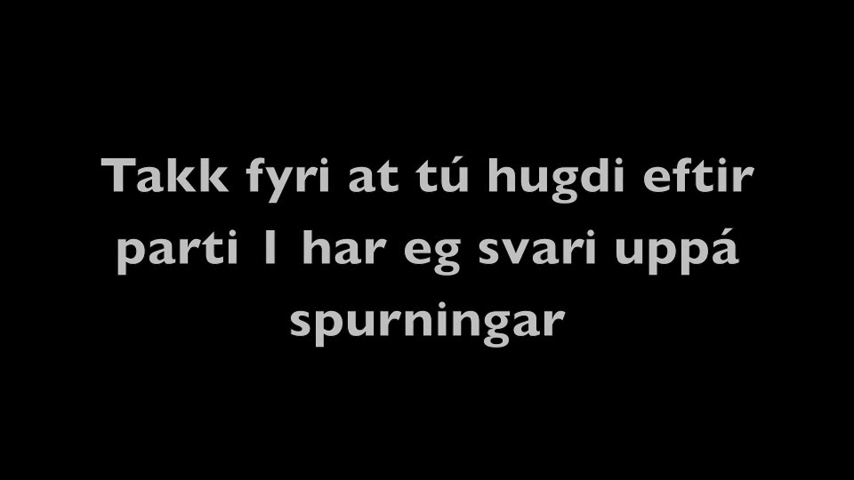 Takk fyri at tú hugdi eftir
parti 1 har eg svari uppá
spurningar